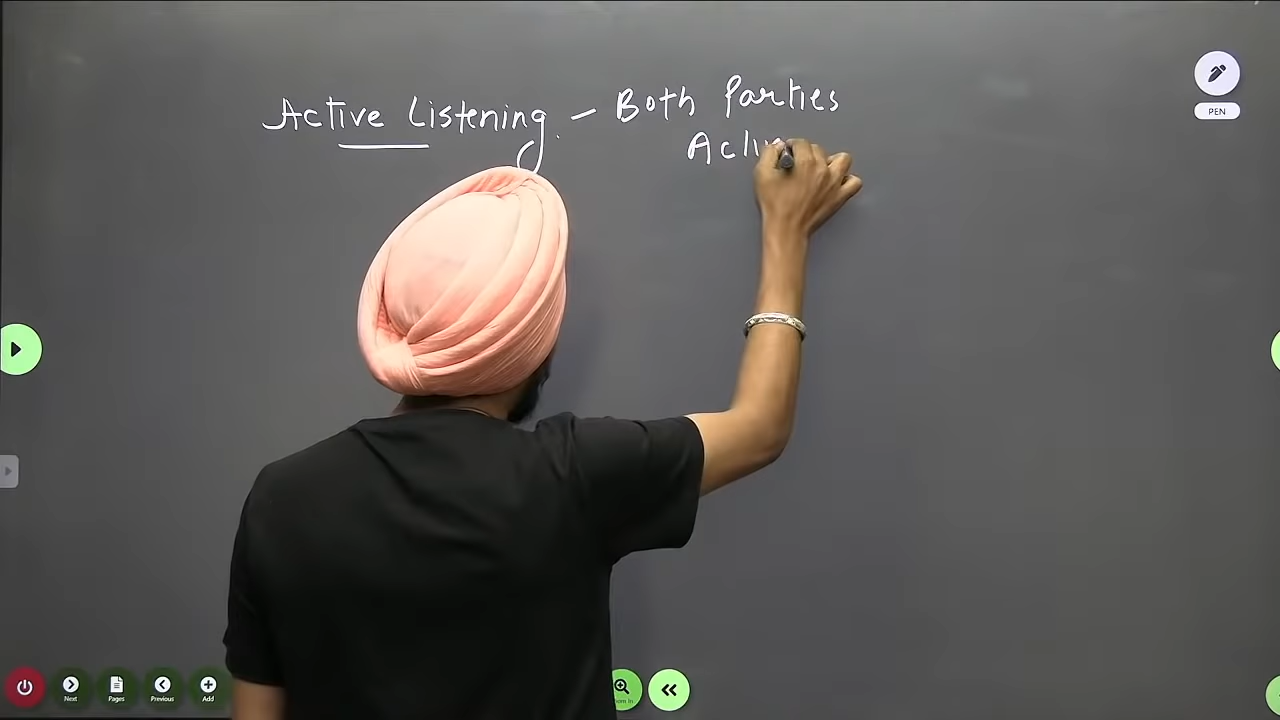 Active Listening - Both Parties
PEN
Next
Pages
Previous
Add